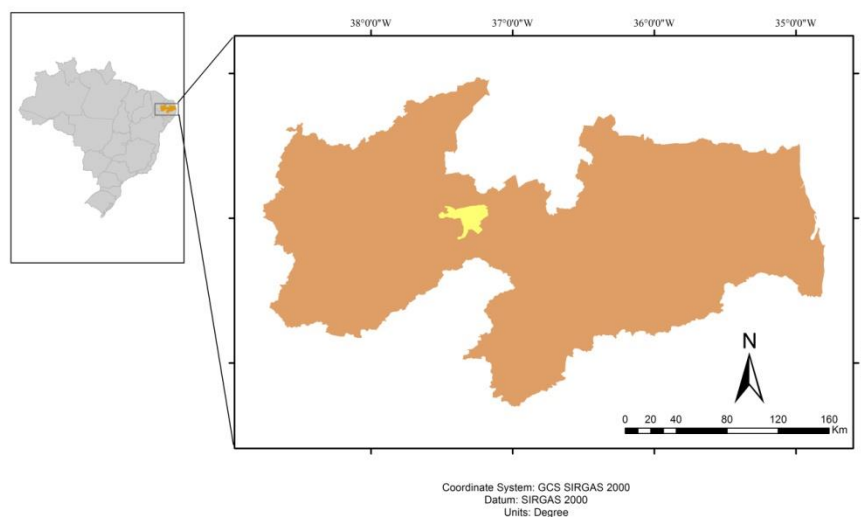 38°0'0"W 37°0'0"W 36°0'0"W 35°0'0"W
N
0 20 40 80 120 160
Km
Coordinate System: GCS SIRGAS 2000
Datum: SIRGAS 2000
Units: Degree